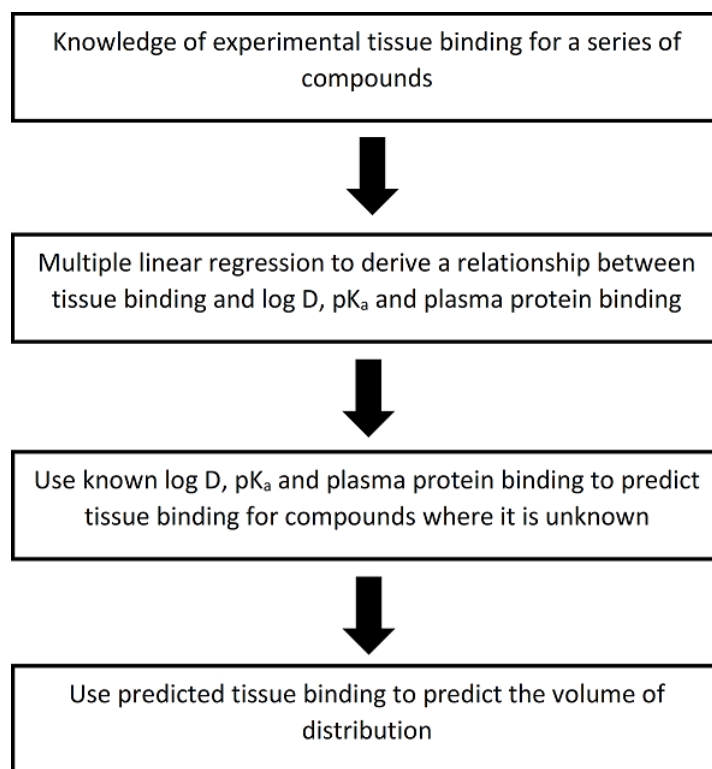 Knowledge of experimental tissue binding for a series of
compounds
Multiple linear regression to derive a relationship between
tissue binding and log D, pKₐ and plasma protein binding
Use known log D, pKₐ and plasma protein binding to predict
tissue binding for compounds where it is unknown
Use predicted tissue binding to predict the volume of
distribution